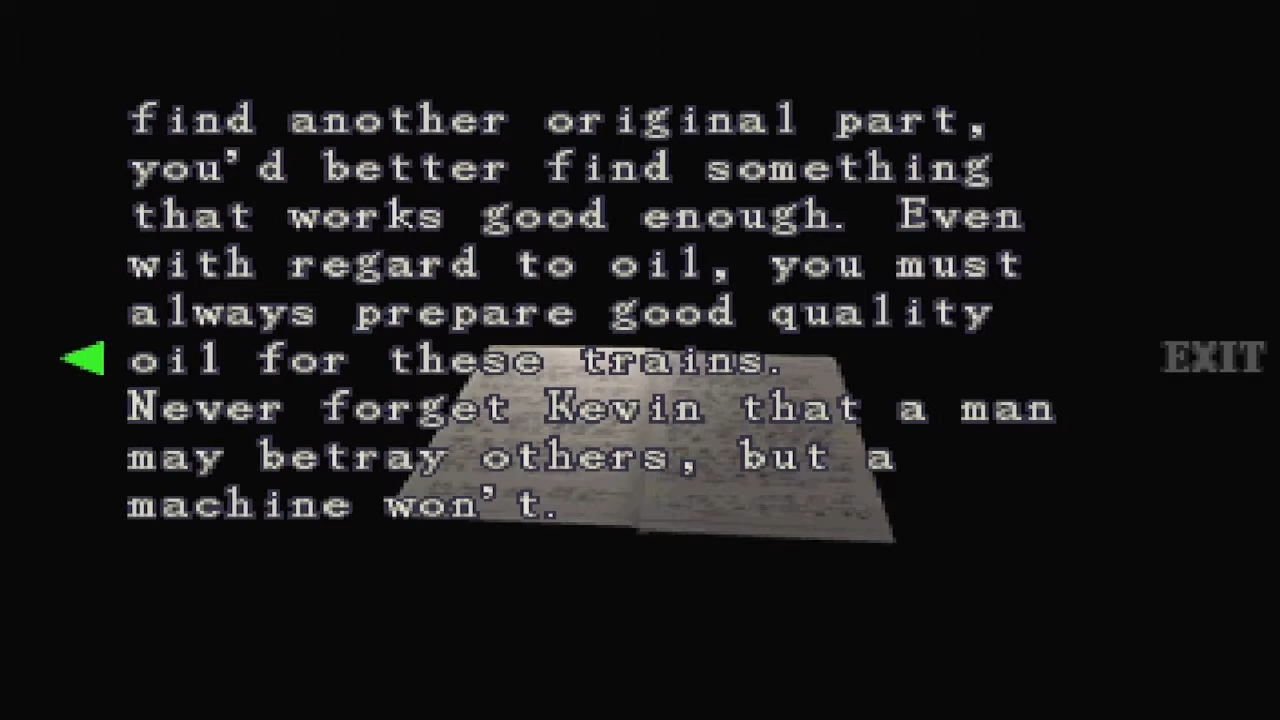 find another original part,
you'd better find something
that works good enough. Even
with regard to oil, you must
always prepare good quality
oil for these trains.
EXIT
Never forget Kevin that a man
may betray others, but a
machine won't.